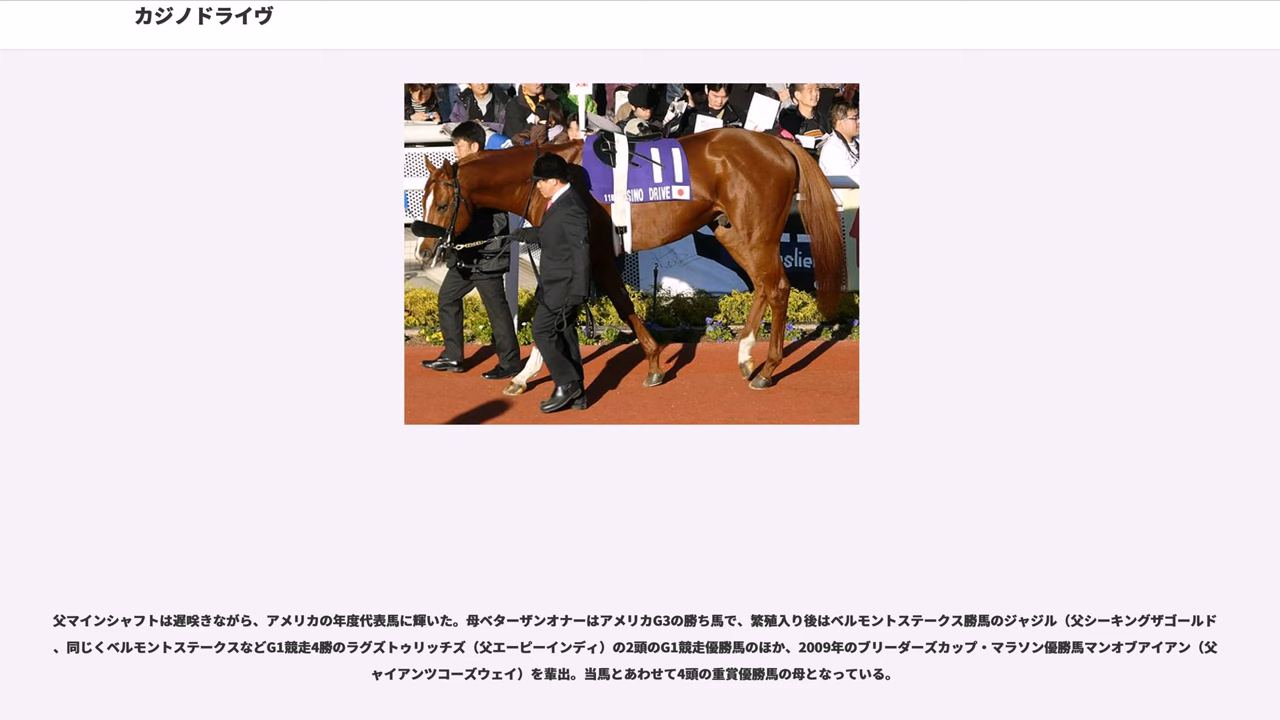 カジノドライヴ
11
SINO DRIVE
父マインシャフトは遅咲きながら、アメリカの年度代表馬に輝いた。母ベターザンオナーはアメリカG3の勝ち馬で、繁殖入り後はベルモントステークス勝馬のジャジル（父シーキングザゴールド
、同じくベルモントステークスなどG1競走4勝のラグズトゥリッチズ（父エーピーインディ）の2頭のG1競走優勝馬のほか、2009年のブリーダーズカップ・マラソン優勝馬マンオブアイアン（父
ャイアンツコーズウェイ）を輩出。当馬とあわせて4頭の重賞優勝馬の母となっている。